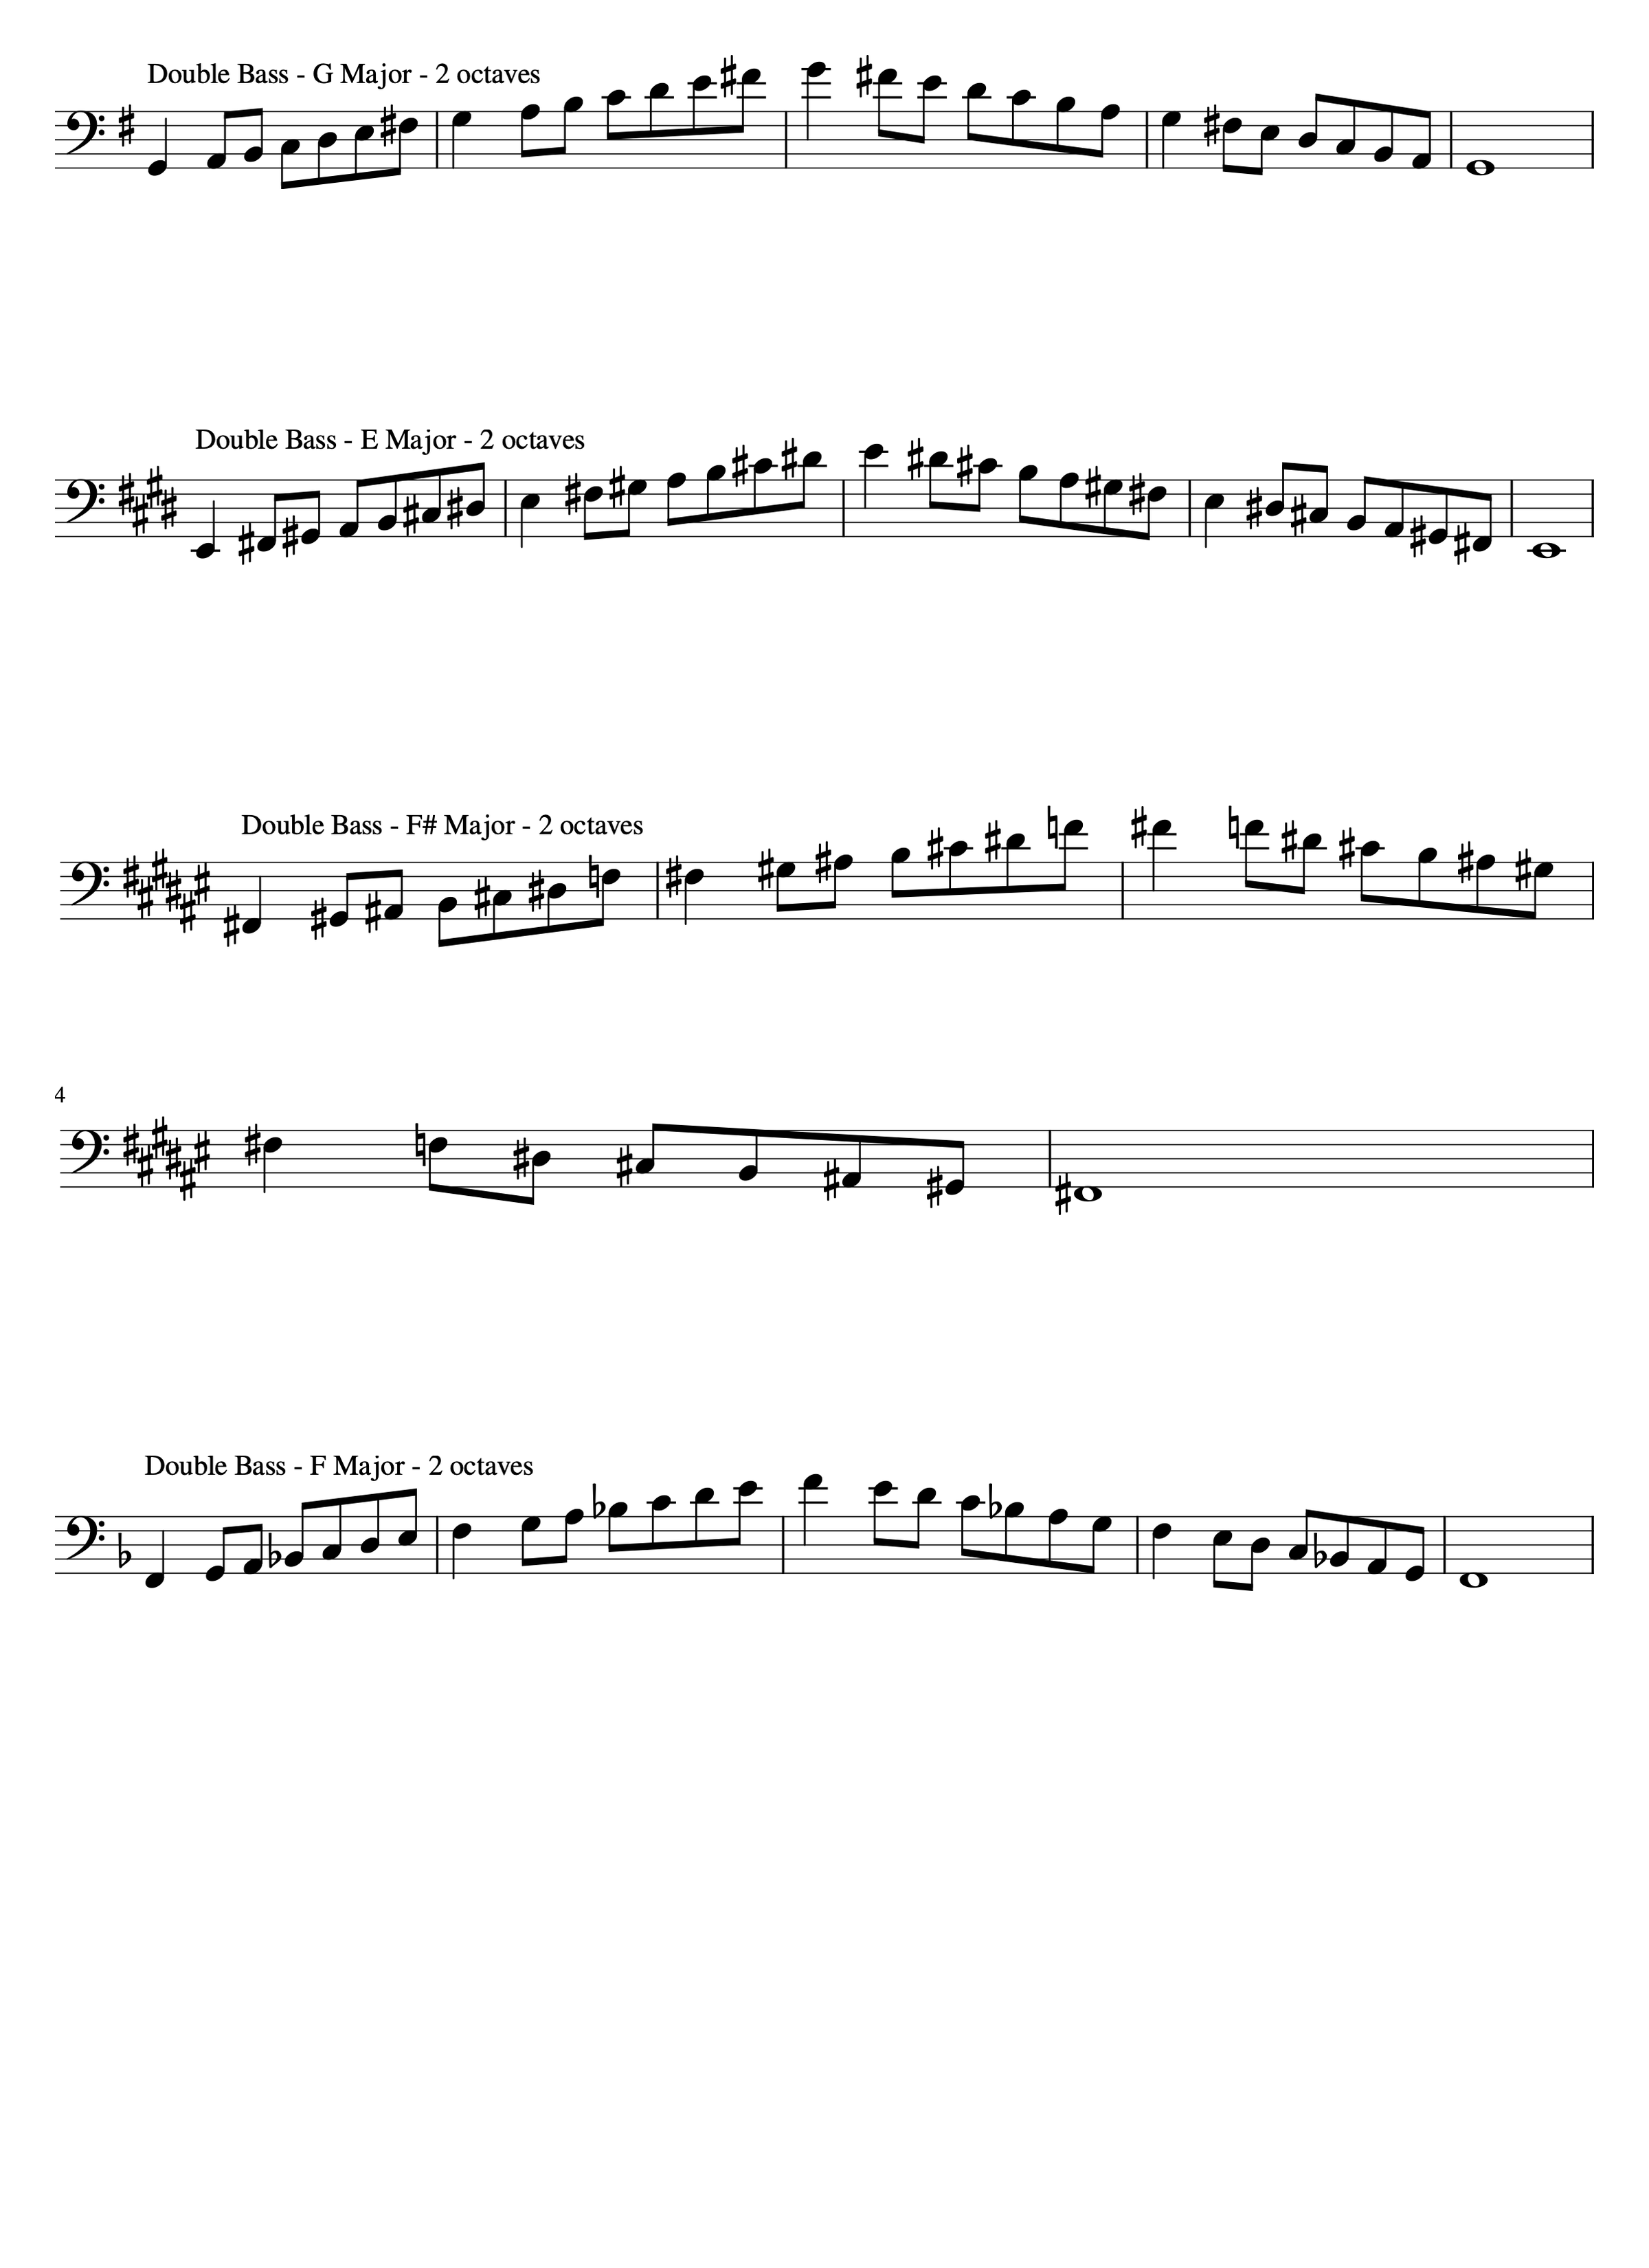 Double Bass - G Major - 2 octaves
Double Bass - E Major - 2 octaves
Double Bass - F# Major - 2 octaves
4
Double Bass - F Major - 2 octaves